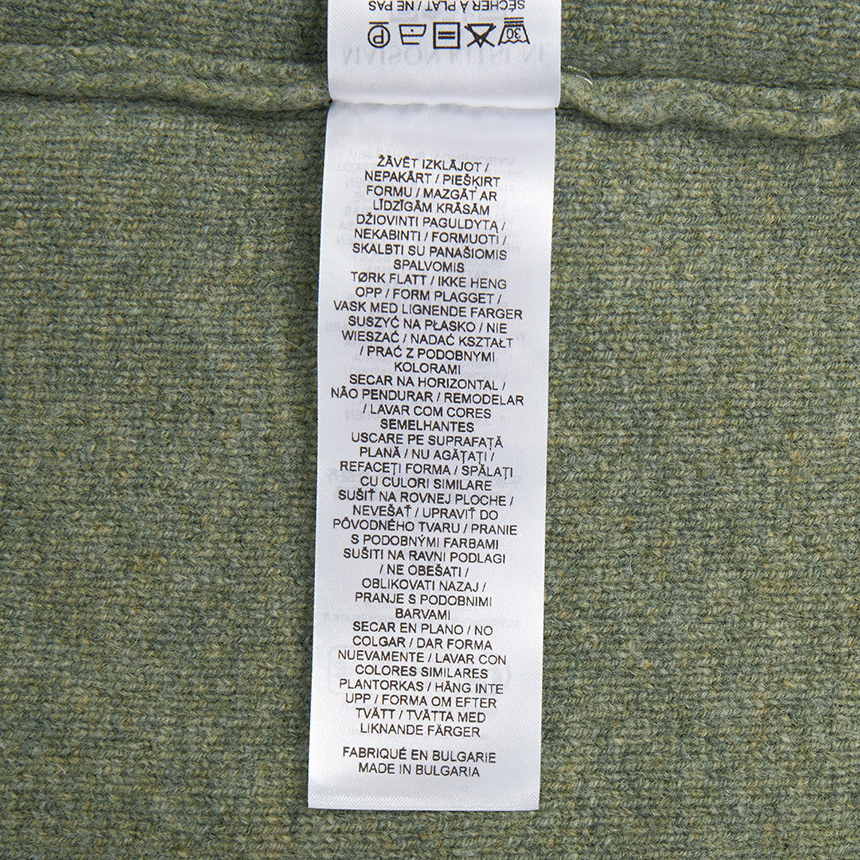 SÉCHER À PLAT / NE PAS
30
P
ŽĀVĒT IZKLĀJOT /
NEPAKĀRT / PIEŠĶIRT
FORMU / MAZGĀT AR
LĪDZĪGĀM KRĀSĀM
DŽIOVINTI PAGULDYTĄ /
NEKABINTI / FORMUOTI /
SKALBTI SU PANAŠIOMIS
SPALVOMIS
TØRK FLATT / IKKE HENG
OPP / FORM PLAGGET /
VASK MED LIGNENDE FARGER
SUSZYĆ NA PŁASKO / NIE
WIESZAĆ / NADAĆ KSZTAŁT
/ PRAĆ Z PODOBNYMI
KOLORAMI
SECAR NA HORIZONTAL /
NÃO PENDURAR / REMODELAR
/ LAVAR COM CORES
SEMELHANTES
USCARE PE SUPRAFAȚĂ
PLANĂ / NU AGĂȚAȚI /
REFACEȚI FORMA / SPĂLAȚI
CU CULORI SIMILARE
SUŠIŤ NA ROVNEJ PLOCHE /
NEVEŠAŤ / UPRAVIŤ DO
PÔVODNÉHO TVARU / PRANIE
S PODOBNÝMI FARBAMI
SUŠITI NA RAVNI PODLAGI
/ NE OBEŠATI /
OBLIKOVATI NAZAJ /
PRANJE S PODOBNIMI
BARVAMI
SECAR EN PLANO / NO
COLGAR / DAR FORMA
NUEVAMENTE / LAVAR CON
COLORES SIMILARES
PLANTORKAS / HÄNG INTE
UPP / FORMA OM EFTER
TVÄTT / TVÄTTA MED
LIKNANDE FÄRGER
FABRIQUÉ EN BULGARIE
MADE IN BULGARIA